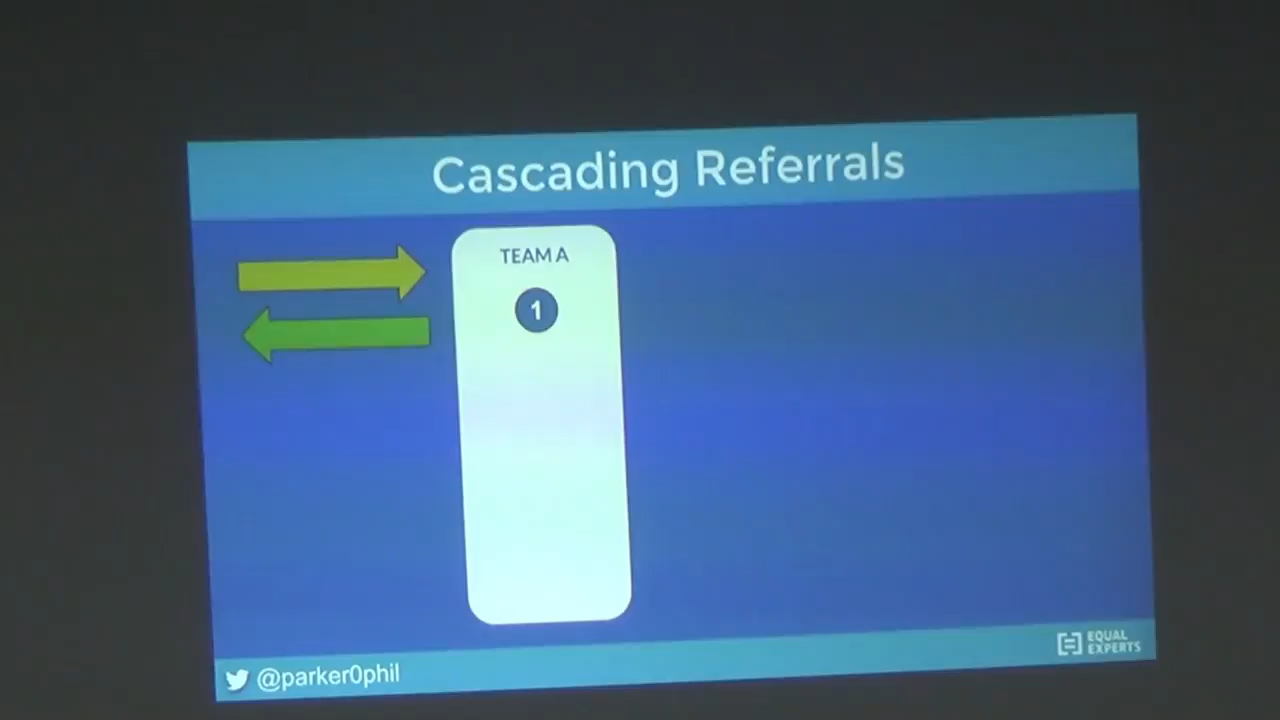 Cascading Referrals
TEAM A
1
@parker0phil
EQUAL
EXPERTS